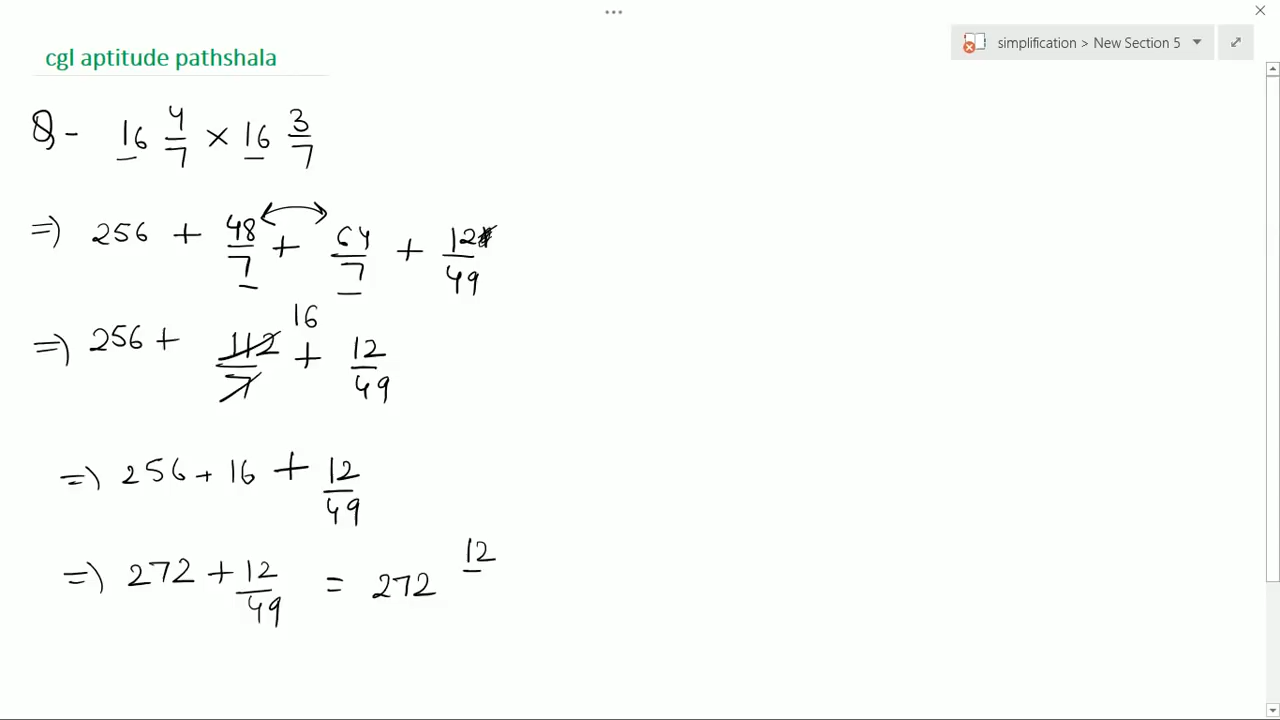 ...
simplification > New Section 5
cgl aptitude pathshala
Q - 16 4/7 × 16 3/7
⇒ 256 + 48/7 + 64/7 + 12/49
⇒ 256 + 112/7 16 + 12/49
⇒ 256 + 16 + 12/49
⇒ 272 + 12/49 = 272 12